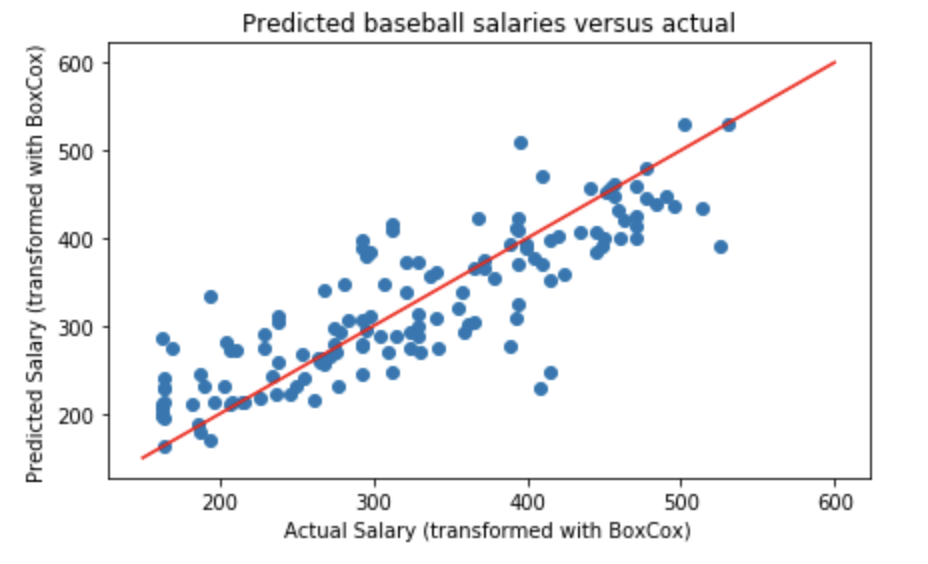 Predicted baseball salaries versus actual
Predicted Salary (transformed with BoxCox)
600
500
400
300
200
200 300 400 500 600
Actual Salary (transformed with BoxCox)